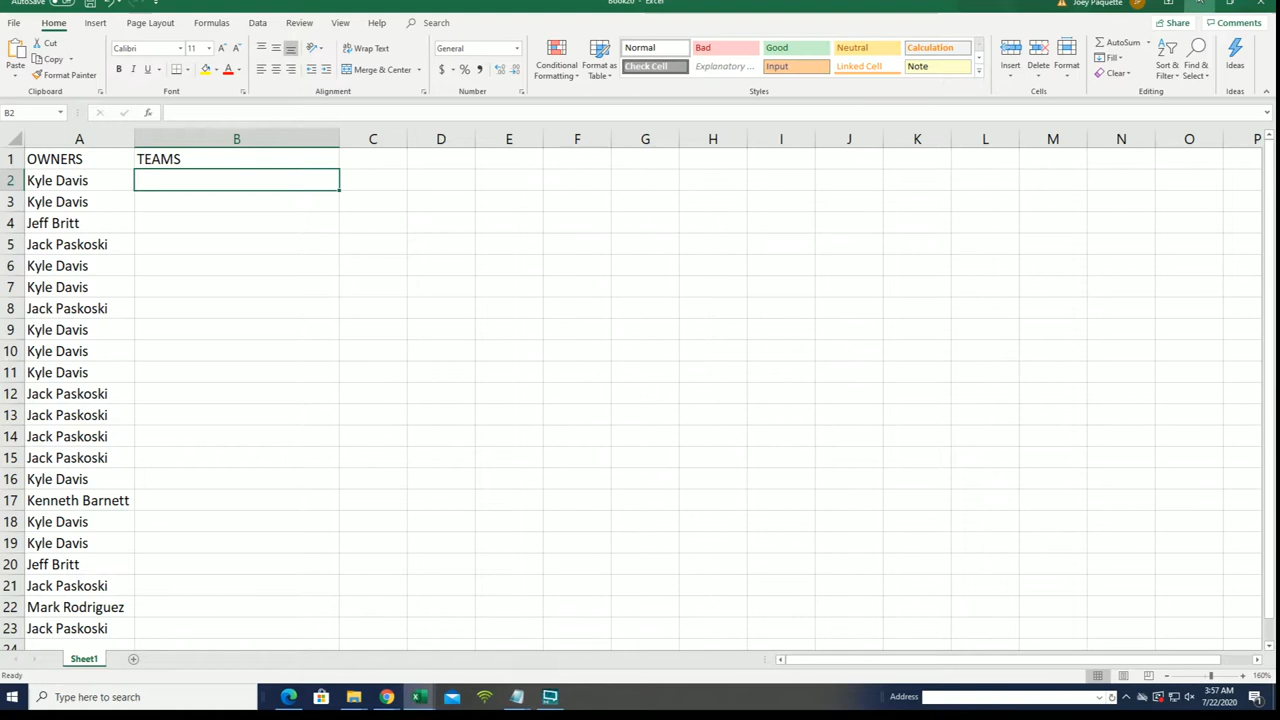 AutoSave Off Book20 - Excel Joey Paquette JP
File Home Insert Page Layout Formulas Data Review View Help Search Share Comments
Cut Calibri 11 Wrap Text General Normal Bad Good Neutral Calculation AutoSum
Copy Fill
Paste Format Painter Merge & Center Conditional Formatting Format as Table Check Cell Explanatory ... Input Linked Cell Note Insert Delete Format Clear Sort & Filter Find & Select Ideas
Clipboard Font Alignment Number Styles Cells Editing Ideas
B2
A B C D E F G H I J K L M N O P
1 OWNERS TEAMS
2 Kyle Davis
3 Kyle Davis
4 Jeff Britt
5 Jack Paskoski
6 Kyle Davis
7 Kyle Davis
8 Jack Paskoski
9 Kyle Davis
10 Kyle Davis
11 Kyle Davis
12 Jack Paskoski
13 Jack Paskoski
14 Jack Paskoski
15 Jack Paskoski
16 Kyle Davis
17 Kenneth Barnett
18 Kyle Davis
19 Kyle Davis
20 Jeff Britt
21 Jack Paskoski
22 Mark Rodriguez
23 Jack Paskoski
24
Sheet1
Ready 160%
Type here to search Address 3:57 AM
7/22/2020